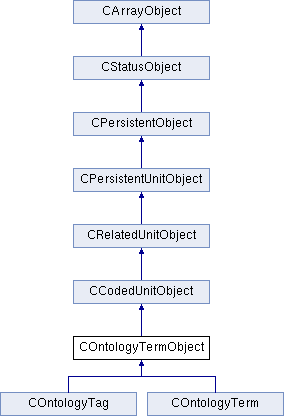 CArrayObject
CStatusObject
CPersistentObject
CPersistentUnitObject
CRelatedUnitObject
CCodedUnitObject
COntologyTermObject
COntologyTag COntologyTerm